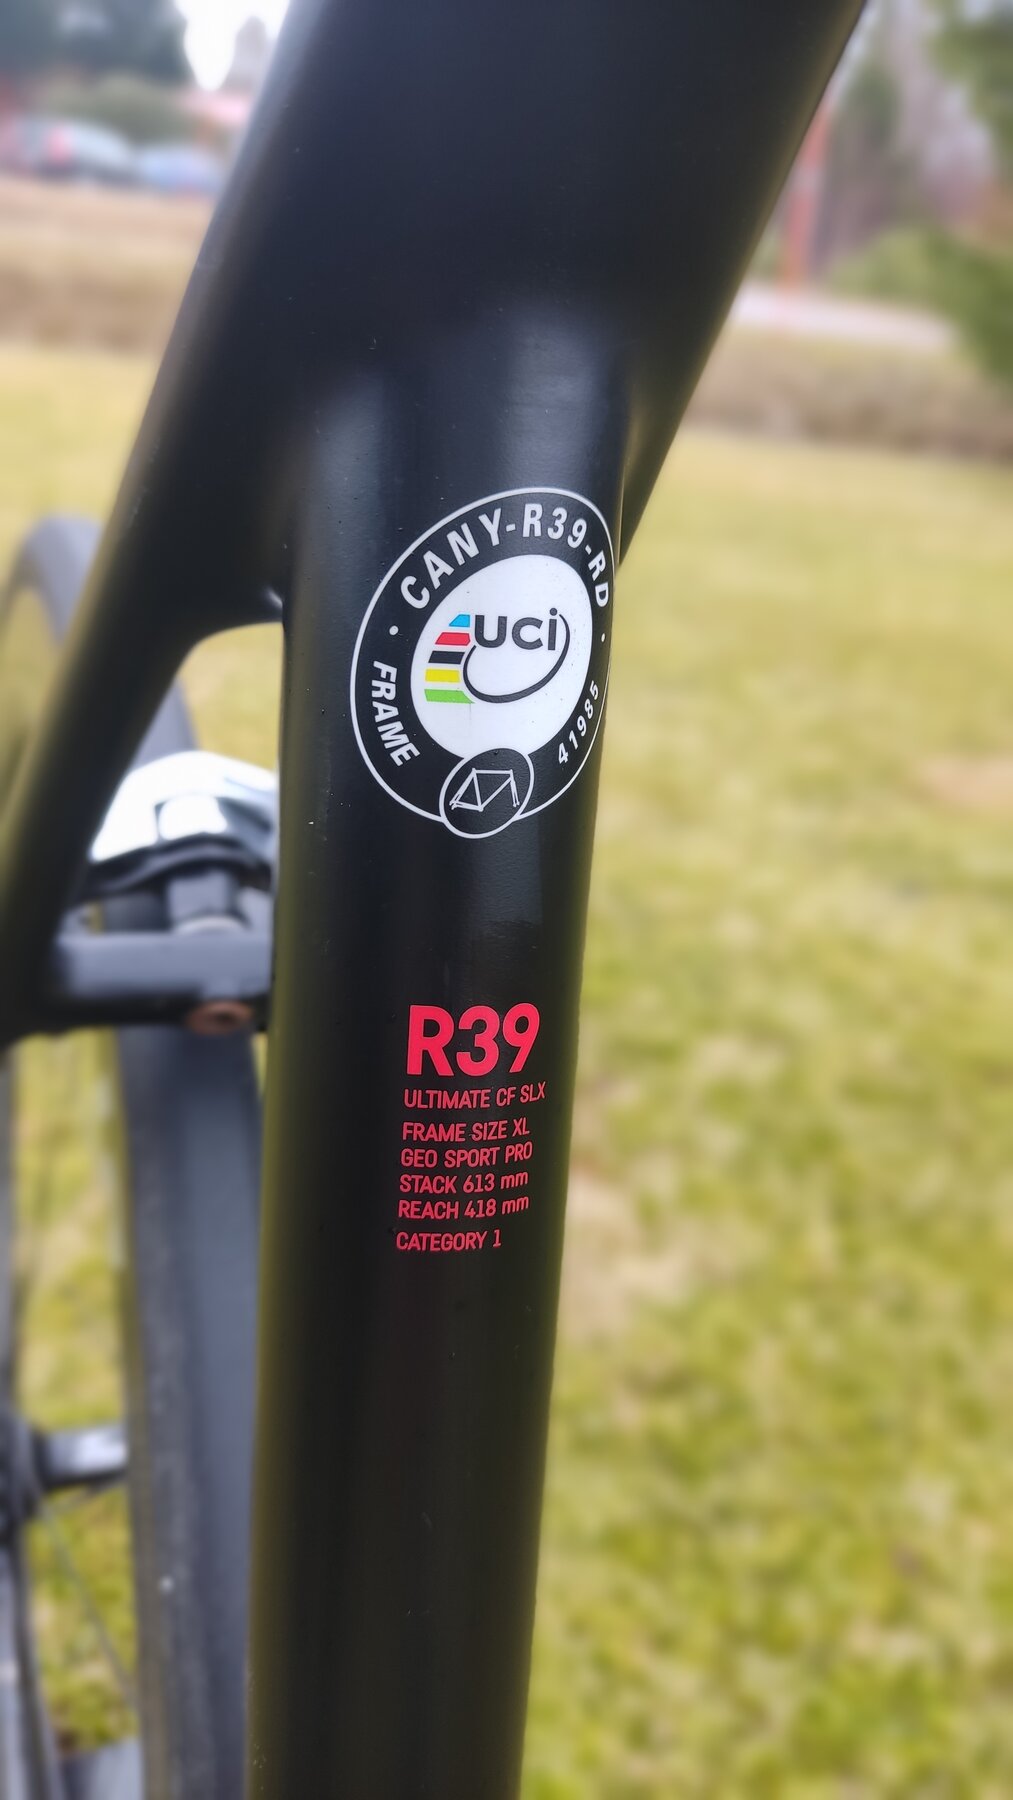 CANY-R39-RD
UCi
FRAME
41985
R39
ULTIMATE CF SLX
FRAME SIZE XL
GEO SPORT PRO
STACK 613 mm
REACH 418 mm
CATEGORY 1